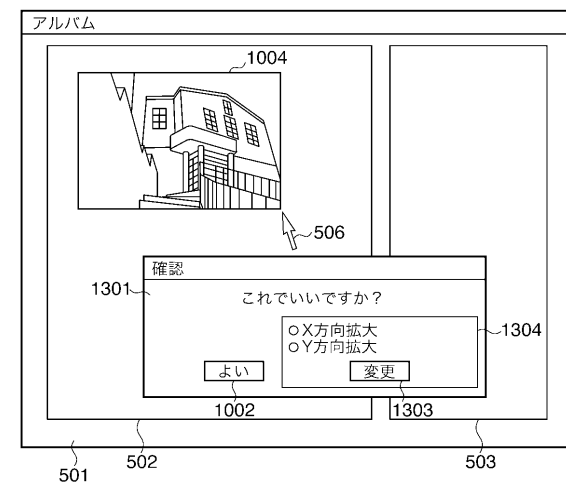 アルバム
1004
506
確認
1301
これでいいですか？
○X方向拡大
○Y方向拡大
1304
よい
変更
1002
1303
501
502
503